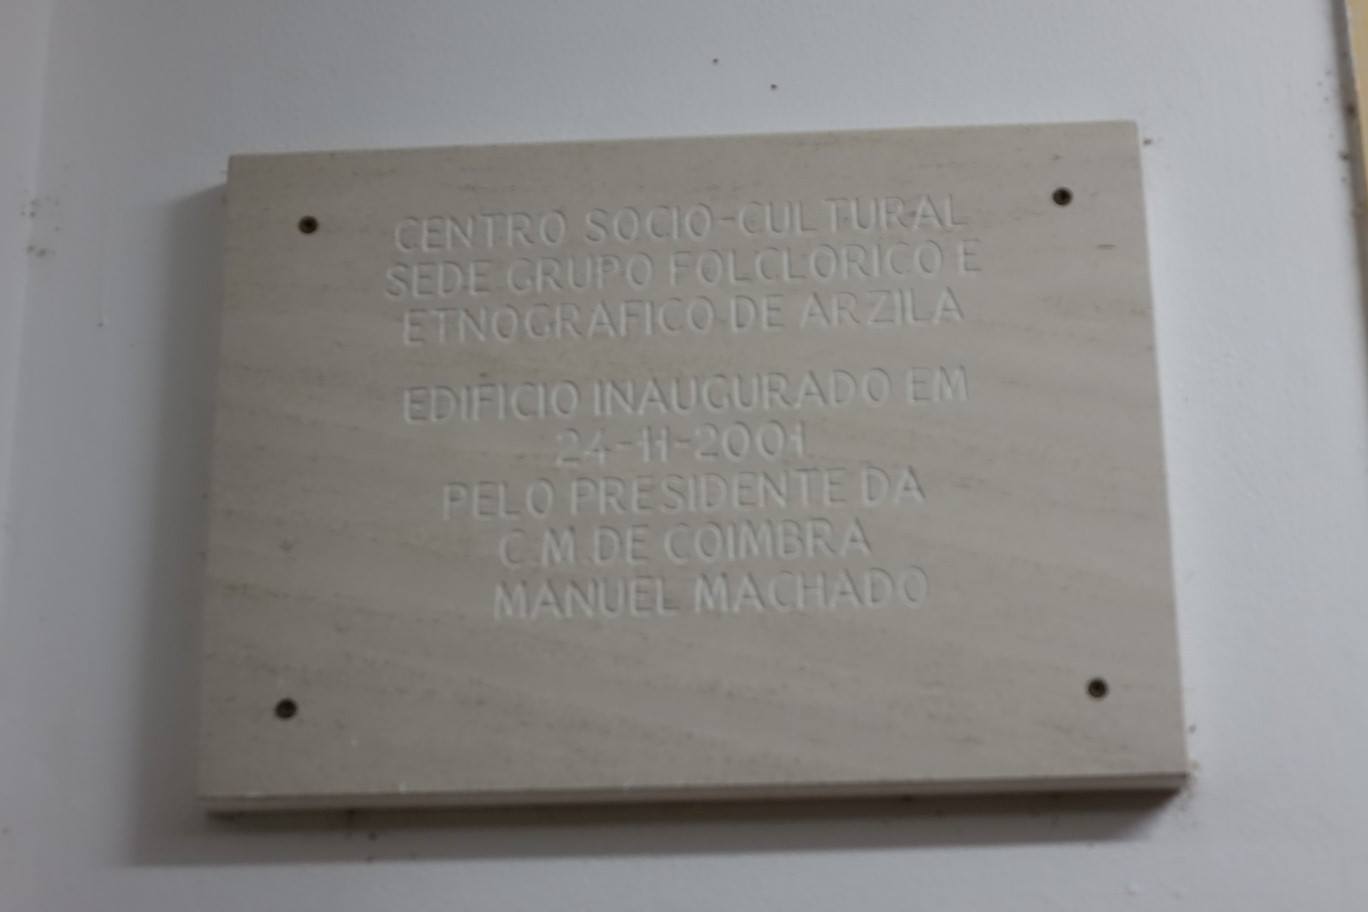 CENTRO SOCIO-CULTURAL
SEDE GRUPO FOLCLORICO E
ETNOGRAFICO DE ARZILA
EDIFICIO INAUGURADO EM
24-11-2001
PELO PRESIDENTE DA
C.M. DE COIMBRA
MANUEL MACHADO